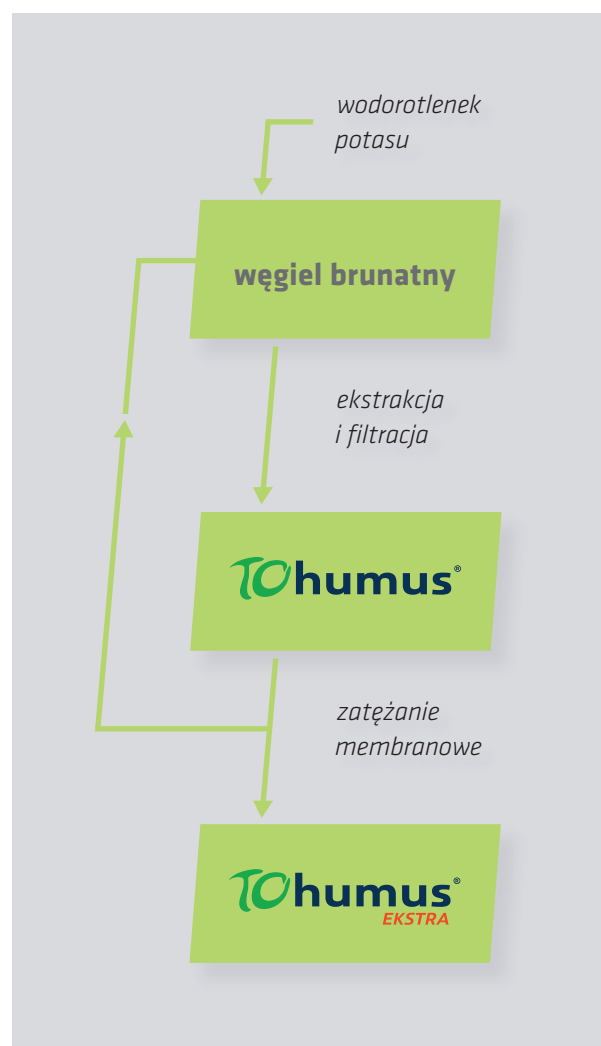 wodorotlenek
potasu
węgiel brunatny
ekstrakcja
i filtracja
TOhumus®
zatężanie
membranowe
TOhumus®
EKSTRA